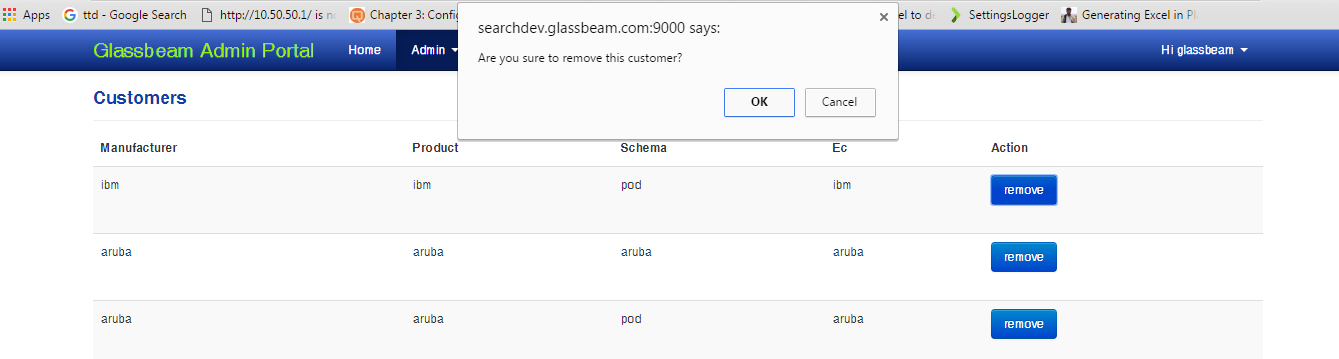 Apps ttd - Google Search http://10.50.50.1/ is no Chapter 3: Config el to de SettingsLogger Generating Excel in Pl
searchdev.glassbeam.com:9000 says:
Are you sure to remove this customer?
OK Cancel
Glassbeam Admin Portal Home Admin Hi glassbeam
Customers
Manufacturer Product Schema Ec Action
ibm ibm pod ibm remove
aruba aruba aruba aruba remove
aruba aruba pod aruba remove